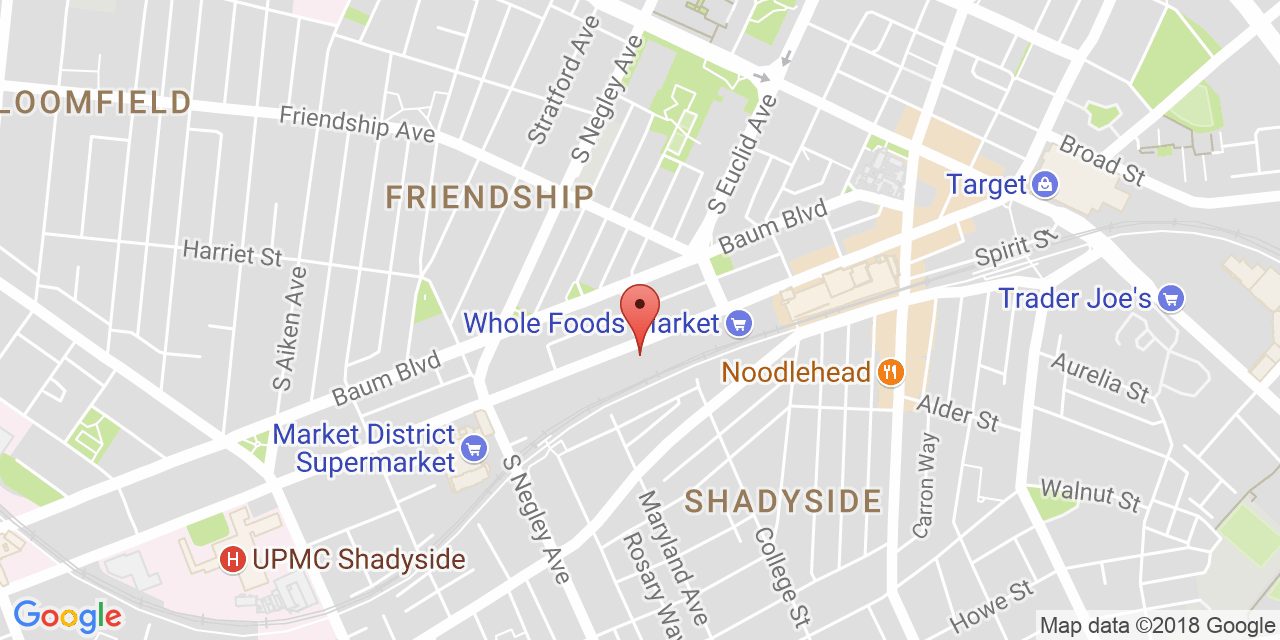 Stratford Ave
S Negley Ave
LOOMFIELD
Friendship Ave
S Euclid Ave
Broad St
FRIENDSHIP
Target
Baum Blvd
Harriet St
Spirit St
S Aiken Ave
Trader Joe's
Whole Foods Market
Baum Blvd
Noodlehead
Aurelia St
Alder St
Market District
Supermarket
Carron Way
S Negley Ave
SHADYSIDE
Walnut St
Maryland Ave
College St
Rosary Way
H
UPMC Shadyside
Howe St
Google
Map data ©2018 Google